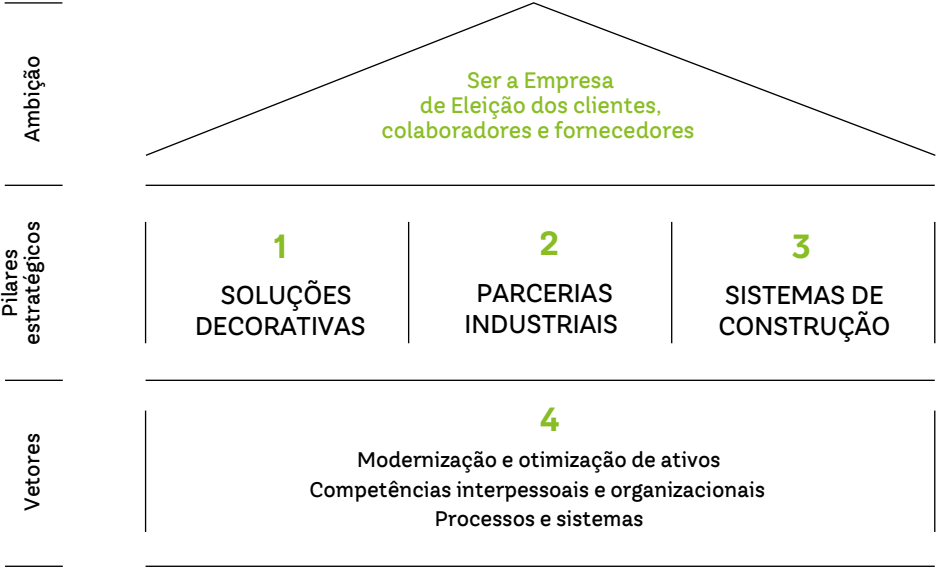 Ambição
Ser a Empresa
de Eleição dos clientes,
colaboradores e fornecedores
Pilares
estratégicos
1
SOLUÇÕES
DECORATIVAS
2
PARCERIAS
INDUSTRIAIS
3
SISTEMAS DE
CONSTRUÇÃO
Vetores
4
Modernização e otimização de ativos
Competências interpessoais e organizacionais
Processos e sistemas